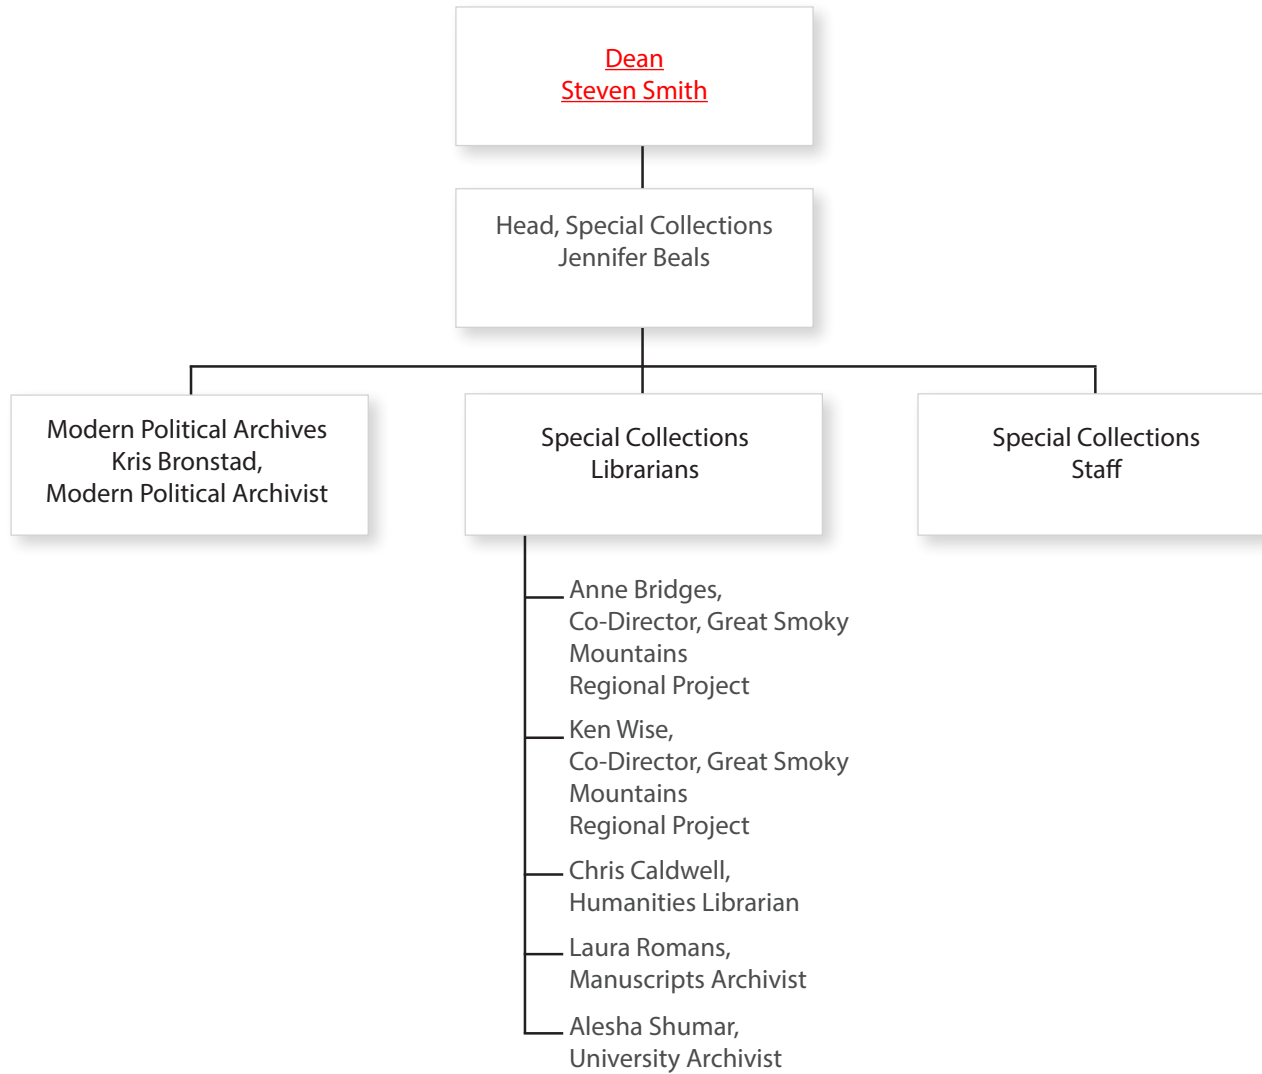 Dean
Steven Smith
Head, Special Collections
Jennifer Beals
Modern Political Archives
Kris Bronstad,
Modern Political Archivist
Special Collections
Librarians
Special Collections
Staff
Anne Bridges,
Co-Director, Great Smoky
Mountains
Regional Project
Ken Wise,
Co-Director, Great Smoky
Mountains
Regional Project
Chris Caldwell,
Humanities Librarian
Laura Romans,
Manuscripts Archivist
Alesha Shumar,
University Archivist